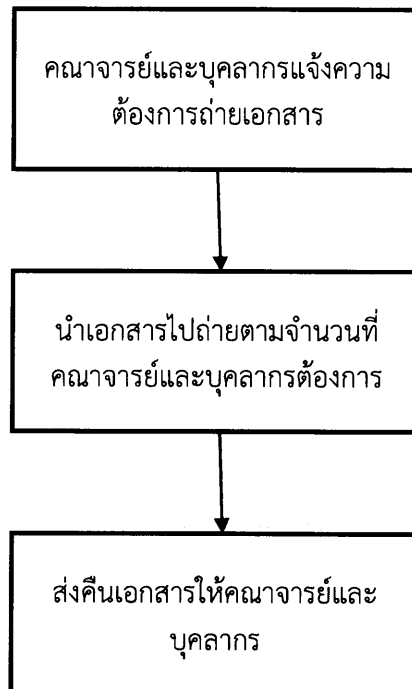 คณาจารย์และบุคลากรแจ้งความ
ต้องการถ่ายเอกสาร
นำเอกสารไปถ่ายตามจำนวนที่
คณาจารย์และบุคลากรต้องการ
ส่งคืนเอกสารให้คณาจารย์และ
บุคลากร